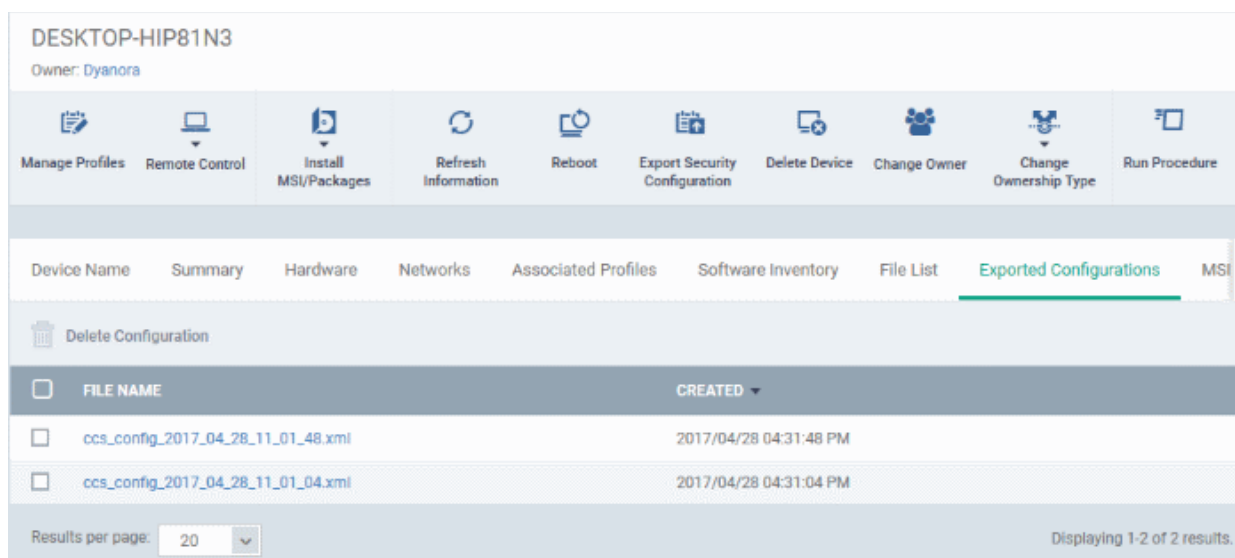 DESKTOP-HIP81N3
Owner: Dyanora
Manage Profiles Remote Control Install MSI/Packages Refresh Information Reboot Export Security Configuration Delete Device Change Owner Change Ownership Type Run Procedure
Device Name Summary Hardware Networks Associated Profiles Software Inventory File List Exported Configurations MSI
Delete Configuration
FILE NAME CREATED
ccs_config_2017_04_28_11_01_48.xml 2017/04/28 04:31:48 PM
ccs_config_2017_04_28_11_01_04.xml 2017/04/28 04:31:04 PM
Results per page: 20 Displaying 1-2 of 2 results.